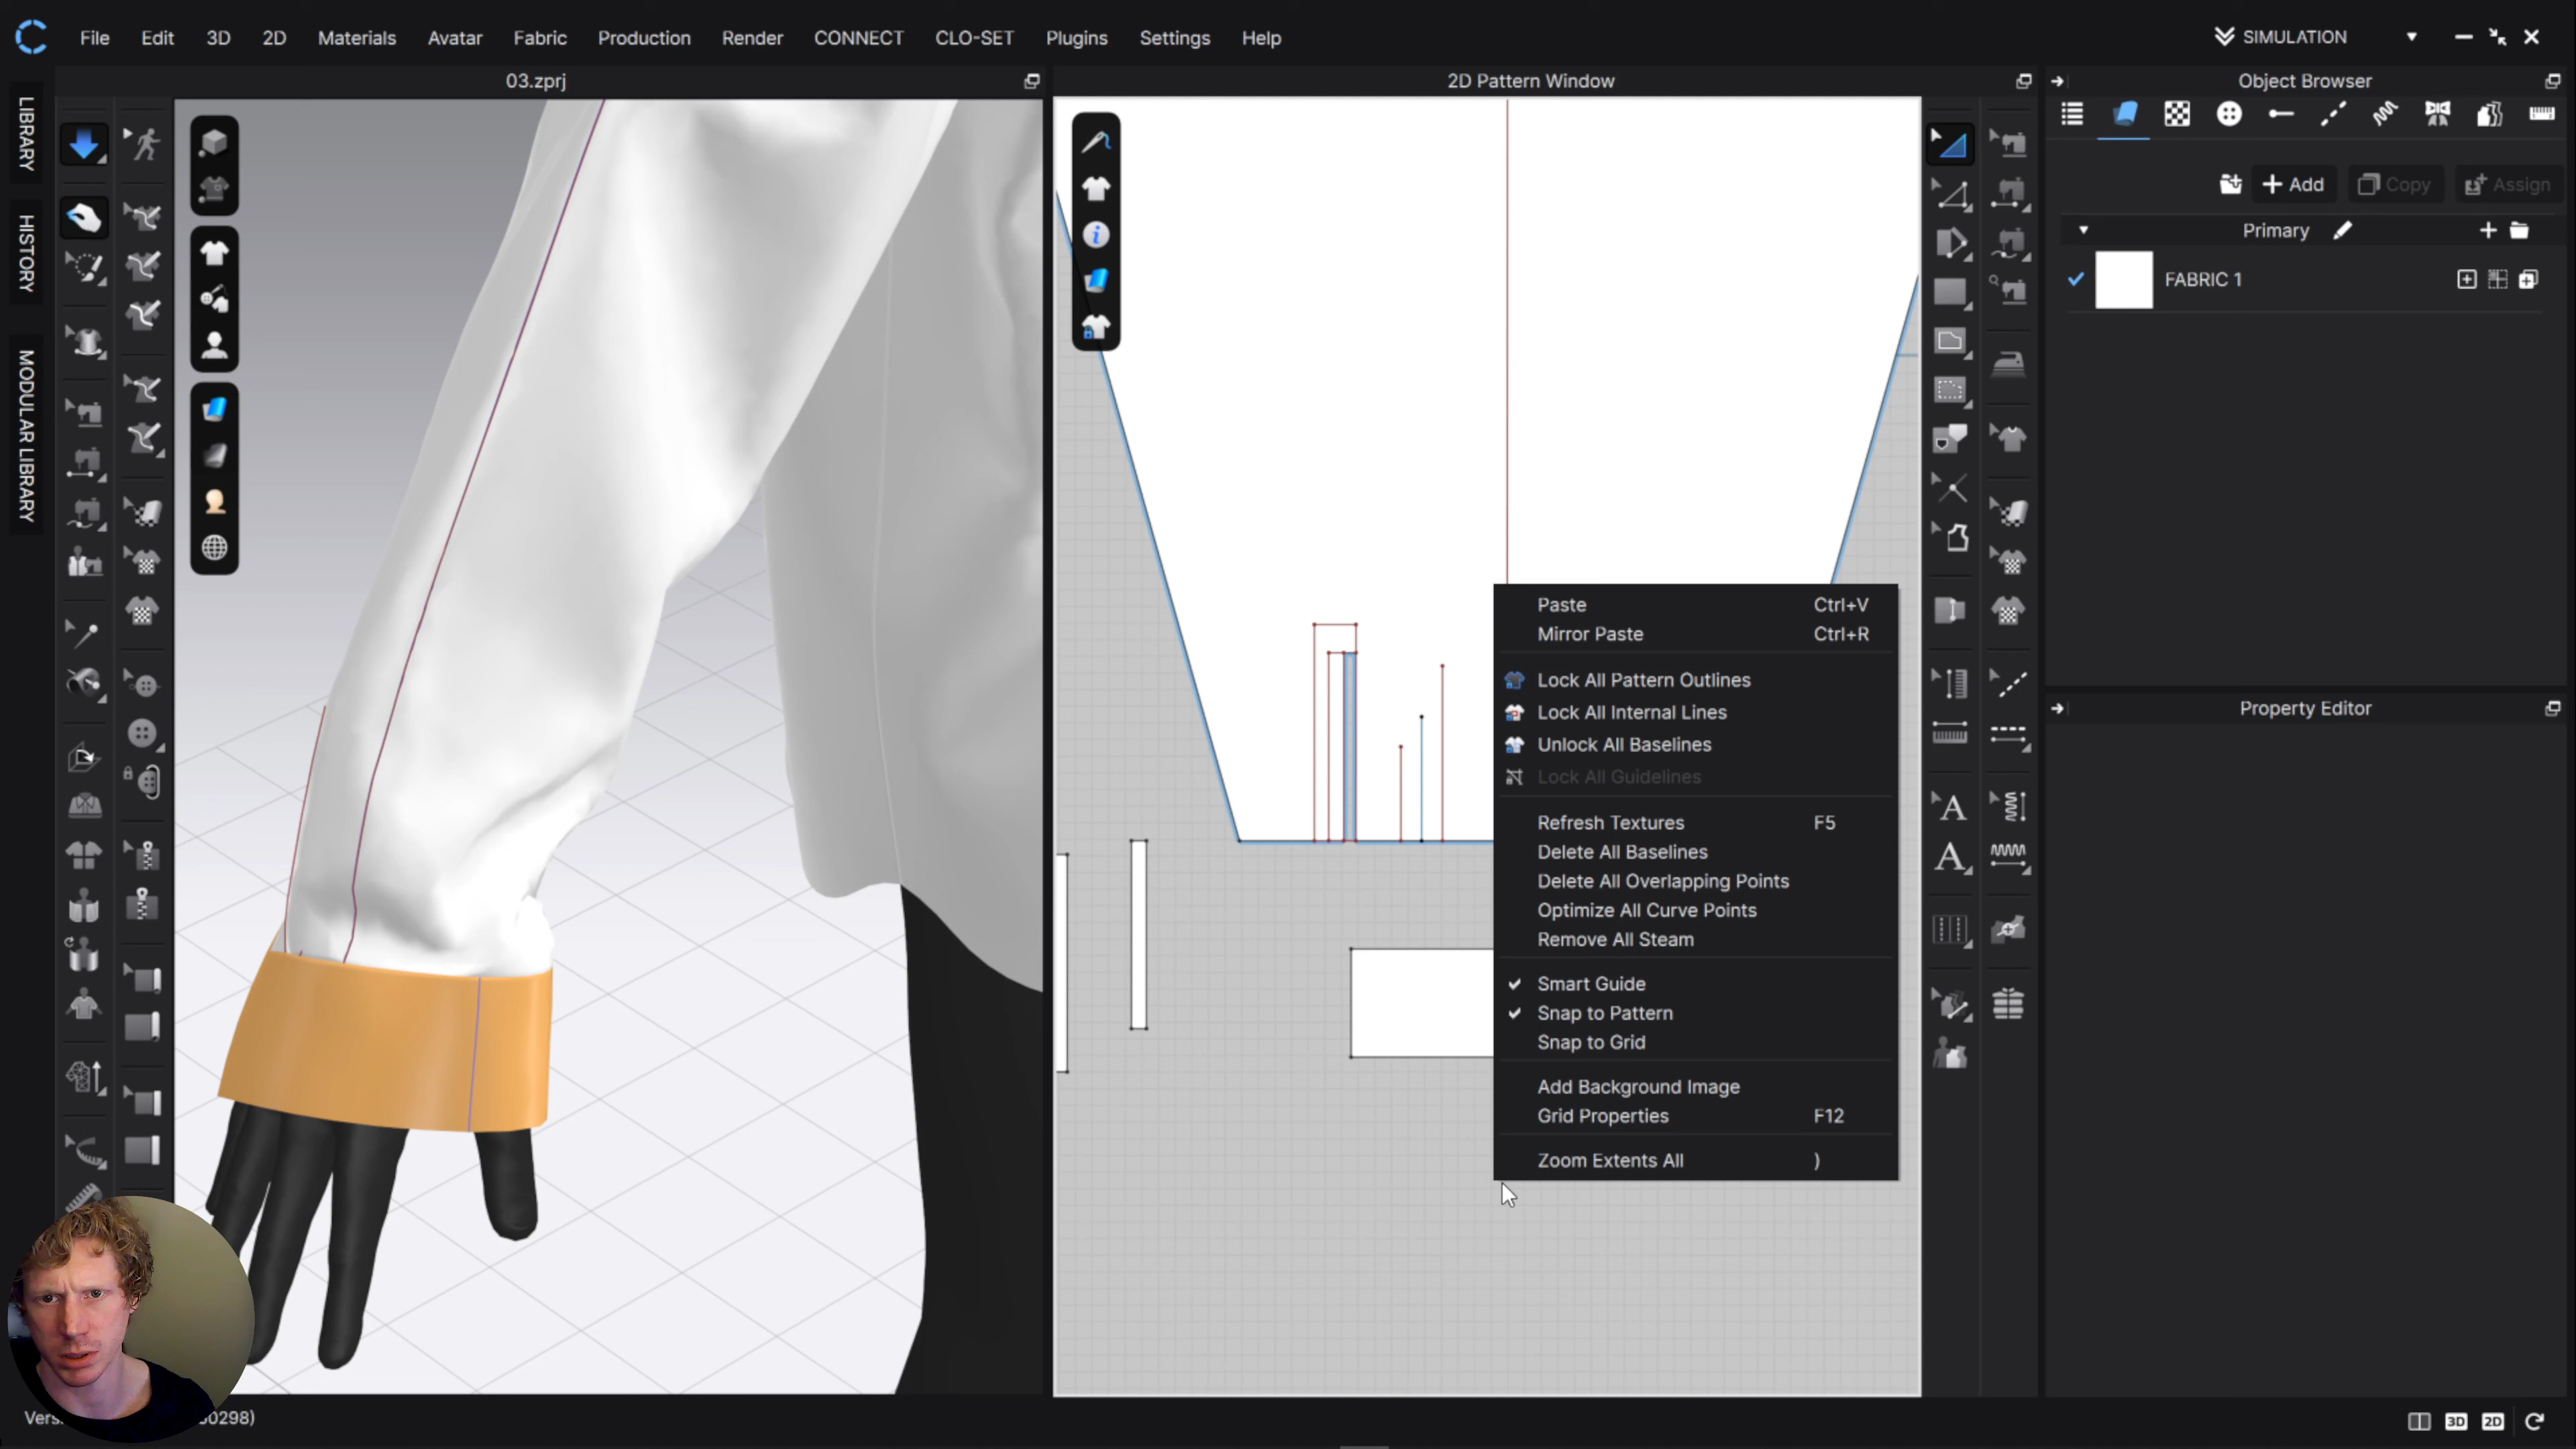 File Edit 3D 2D Materials Avatar Fabric Production Render CONNECT CLO-SET Plugins Settings Help
SIMULATION
03.zprj
2D Pattern Window
Object Browser
LIBRARY
HISTORY
MODULAR LIBRARY
Add Copy Assign
Primary
FABRIC 1
Property Editor
Paste Ctrl+V
Mirror Paste Ctrl+R
Lock All Pattern Outlines
Lock All Internal Lines
Unlock All Baselines
Lock All Guidelines
Refresh Textures F5
Delete All Baselines
Delete All Overlapping Points
Optimize All Curve Points
Remove All Steam
Smart Guide
Snap to Pattern
Snap to Grid
Add Background Image
Grid Properties F12
Zoom Extents All )
A
A
3D 2D